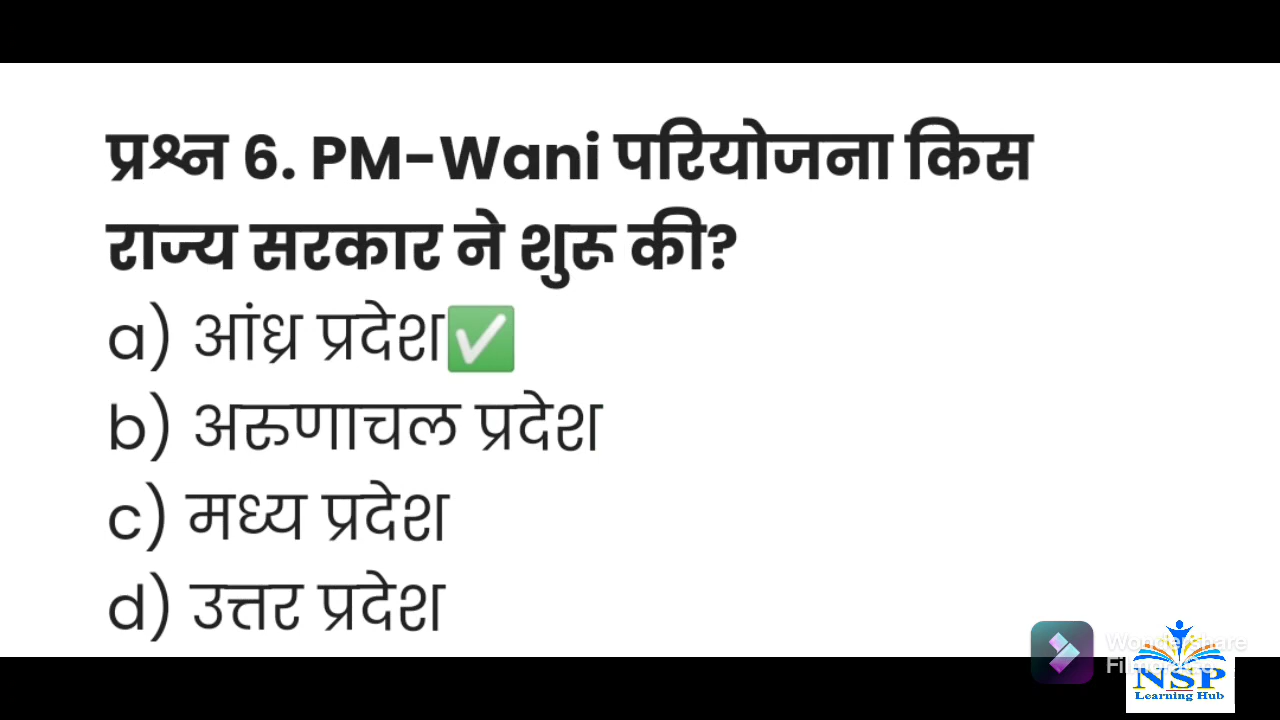 प्रश्न 6. PM-Wani परियोजना किस
राज्य सरकार ने शुरू की?
a) आंध्र प्रदेश✅
b) अरुणाचल प्रदेश
c) मध्य प्रदेश
d) उत्तर प्रदेश
Wondershare
NSP
Learning Hub